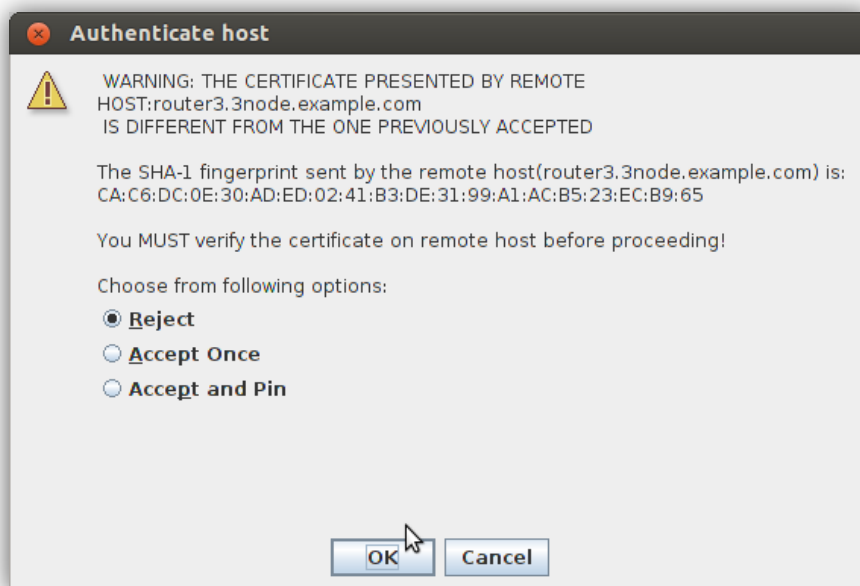 Authenticate host
WARNING: THE CERTIFICATE PRESENTED BY REMOTE
HOST:router3.3node.example.com
IS DIFFERENT FROM THE ONE PREVIOUSLY ACCEPTED
The SHA-1 fingerprint sent by the remote host(router3.3node.example.com) is:
CA:C6:DC:0E:30:AD:ED:02:41:B3:DE:31:99:A1:AC:B5:23:EC:B9:65
You MUST verify the certificate on remote host before proceeding!
Choose from following options:
Reject
Accept Once
Accept and Pin
OK Cancel